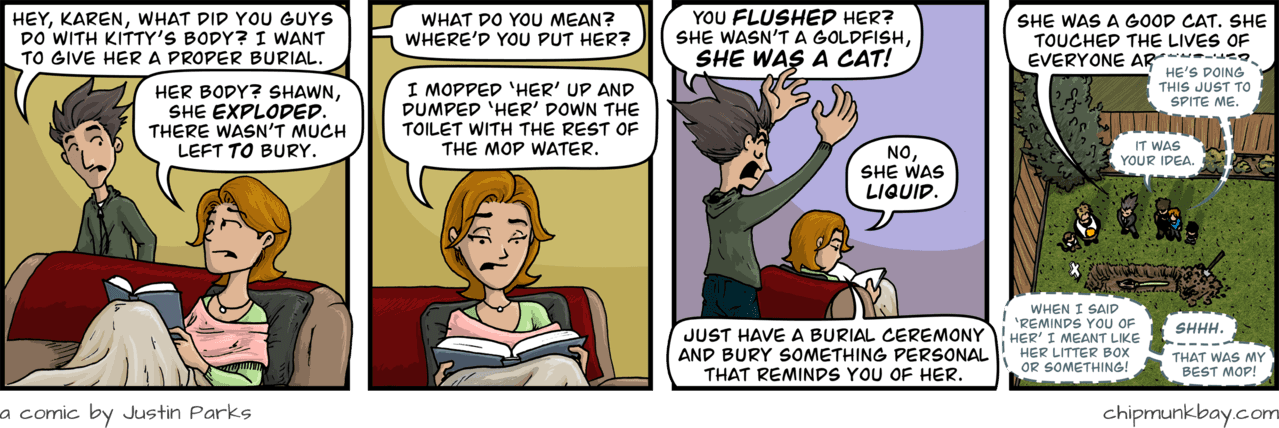 HEY, KAREN, WHAT DID YOU GUYS
DO WITH KITTY'S BODY? I WANT
TO GIVE HER A PROPER BURIAL.
HER BODY? SHAWN,
SHE EXPLODED.
THERE WASN'T MUCH
LEFT TO BURY.
WHAT DO YOU MEAN?
WHERE'D YOU PUT HER?
I MOPPED 'HER' UP AND
DUMPED 'HER' DOWN THE
TOILET WITH THE REST OF
THE MOP WATER.
YOU FLUSHED HER?
SHE WASN'T A GOLDFISH,
SHE WAS A CAT!
NO,
SHE WAS
LIQUID.
JUST HAVE A BURIAL CEREMONY
AND BURY SOMETHING PERSONAL
THAT REMINDS YOU OF HER.
SHE WAS A GOOD CAT. SHE
TOUCHED THE LIVES OF
EVERYONE
HE'S DOING
THIS JUST TO
SPITE ME.
IT WAS
YOUR IDEA.
WHEN I SAID
'REMINDS YOU OF
HER' I MEANT LIKE
HER LITTER BOX
OR SOMETHING!
SHHH.
THAT WAS MY
BEST MOP!
a comic by Justin Parks
chipmunkbay.com